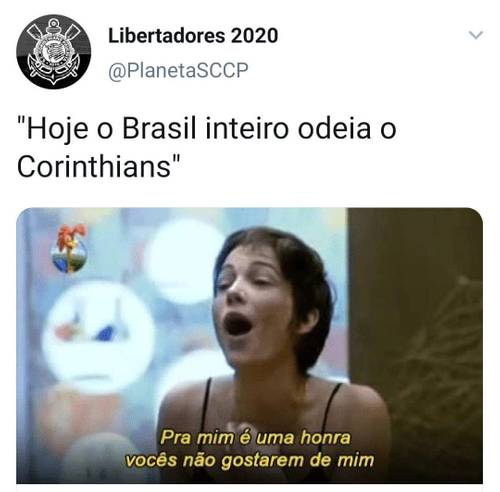 Libertadores 2020
@PlanetaSCCP
"Hoje o Brasil inteiro odeia o
Corinthians"
Pra mim é uma honra
vocês não gostarem de mim